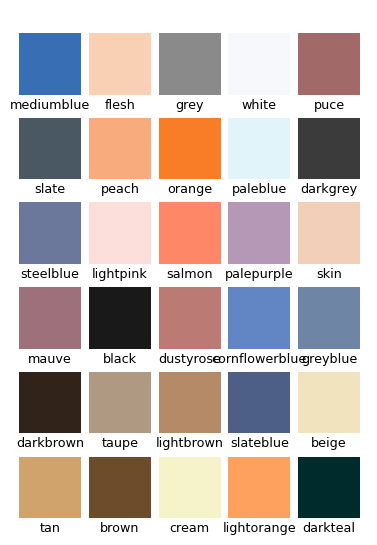 mediumblue flesh grey white puce
slate peach orange paleblue darkgrey
steelblue lightpink salmon palepurple skin
mauve black dustyrose cornflowerblue greyblue
darkbrown taupe lightbrown slateblue beige
tan brown cream lightorange darkteal